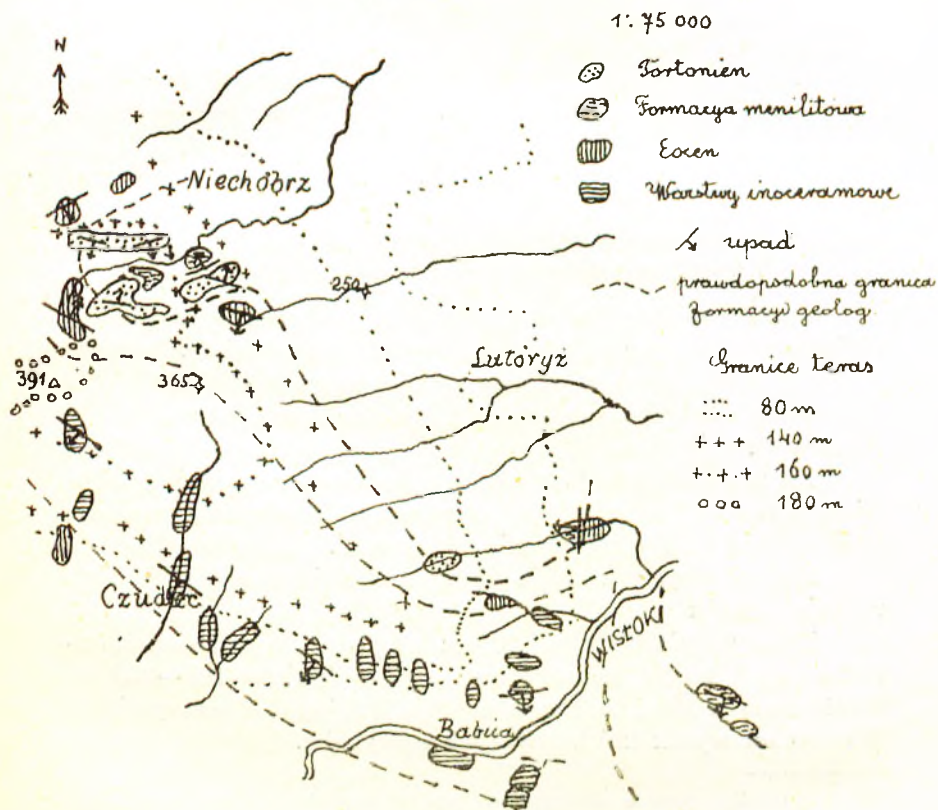 1:75 000
N
Tortonien
Formacya menilitowa
Eocen
Warstwy inoceramowe
upad
prawdopodobna granica
formacyi geolog.
Granice teras
80 m
140 m
160 m
180 m
Niechobrz
250
Lutoryz
391
365
Czudec
WISŁOK
Babica